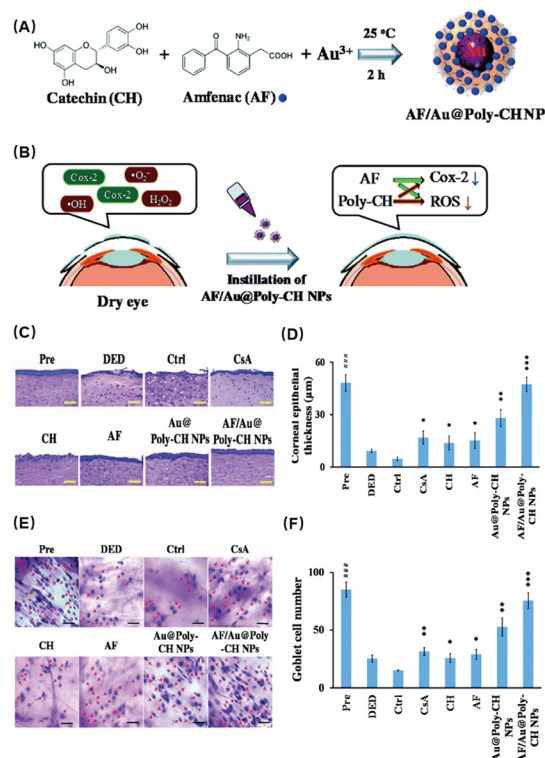 (A)
HO
OH
OH
O
OH
OH
Catechin (CH)
+
O
NH₂
COOH
Amfenac (AF)
+ Au³⁺
25 °C
2 h
Au
AF/Au@Poly-CH NP
(B)
Cox-2
•O₂⁻
Cox-2
•OH
H₂O₂
Dry eye
Instillation of
AF/Au@Poly-CH NPs
AF
Cox-2 ↓
Poly-CH
ROS ↓
(C)
Pre
DED
Ctrl
CsA
CH
AF
Au@
Poly-CH NPs
AF/Au@
Poly-CH NPs
(D)
Corneal epithelial
thickness (μm)
60
30
0
###
*
*
*
**
***
Pre
DED
Ctrl
CsA
CH
AF
Au@Poly-CH
NPs
AF/Au@Poly-
CH NPs
(E)
Pre
DED
Ctrl
CsA
CH
AF
Au@Poly-
CH NPs
AF/Au@Poly
-CH NPs
(F)
Goblet cell number
100
50
0
###
**
*
*
**
***
Pre
DED
Ctrl
CsA
CH
AF
Au@Poly-CH
NPs
AF/Au@Poly-
CH NPs